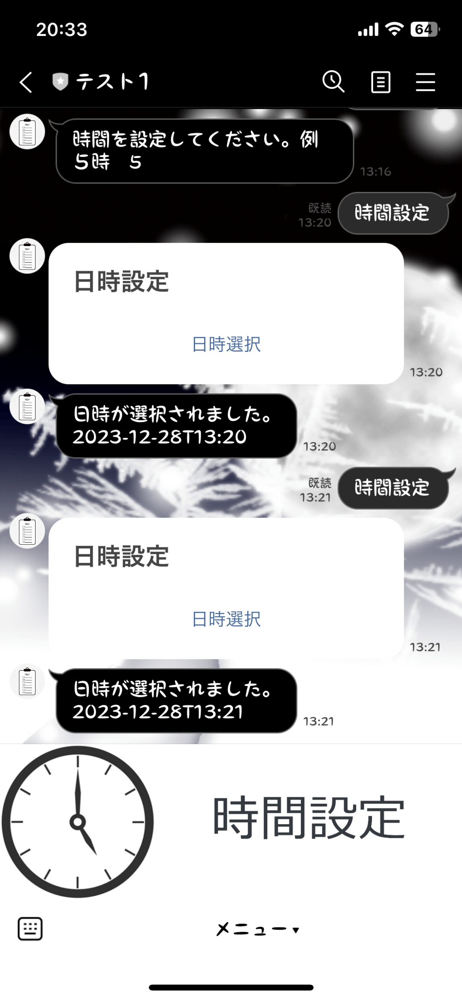 20:33
64
テスト1
時間を設定してください。例
5時　5
13:16
既読
13:20
時間設定
日時設定
日時選択
13:20
日時が選択されました。
2023-12-28T13:20
13:20
既読
13:21
時間設定
日時設定
日時選択
13:21
日時が選択されました。
2023-12-28T13:21
13:21
時間設定
メニュー▼